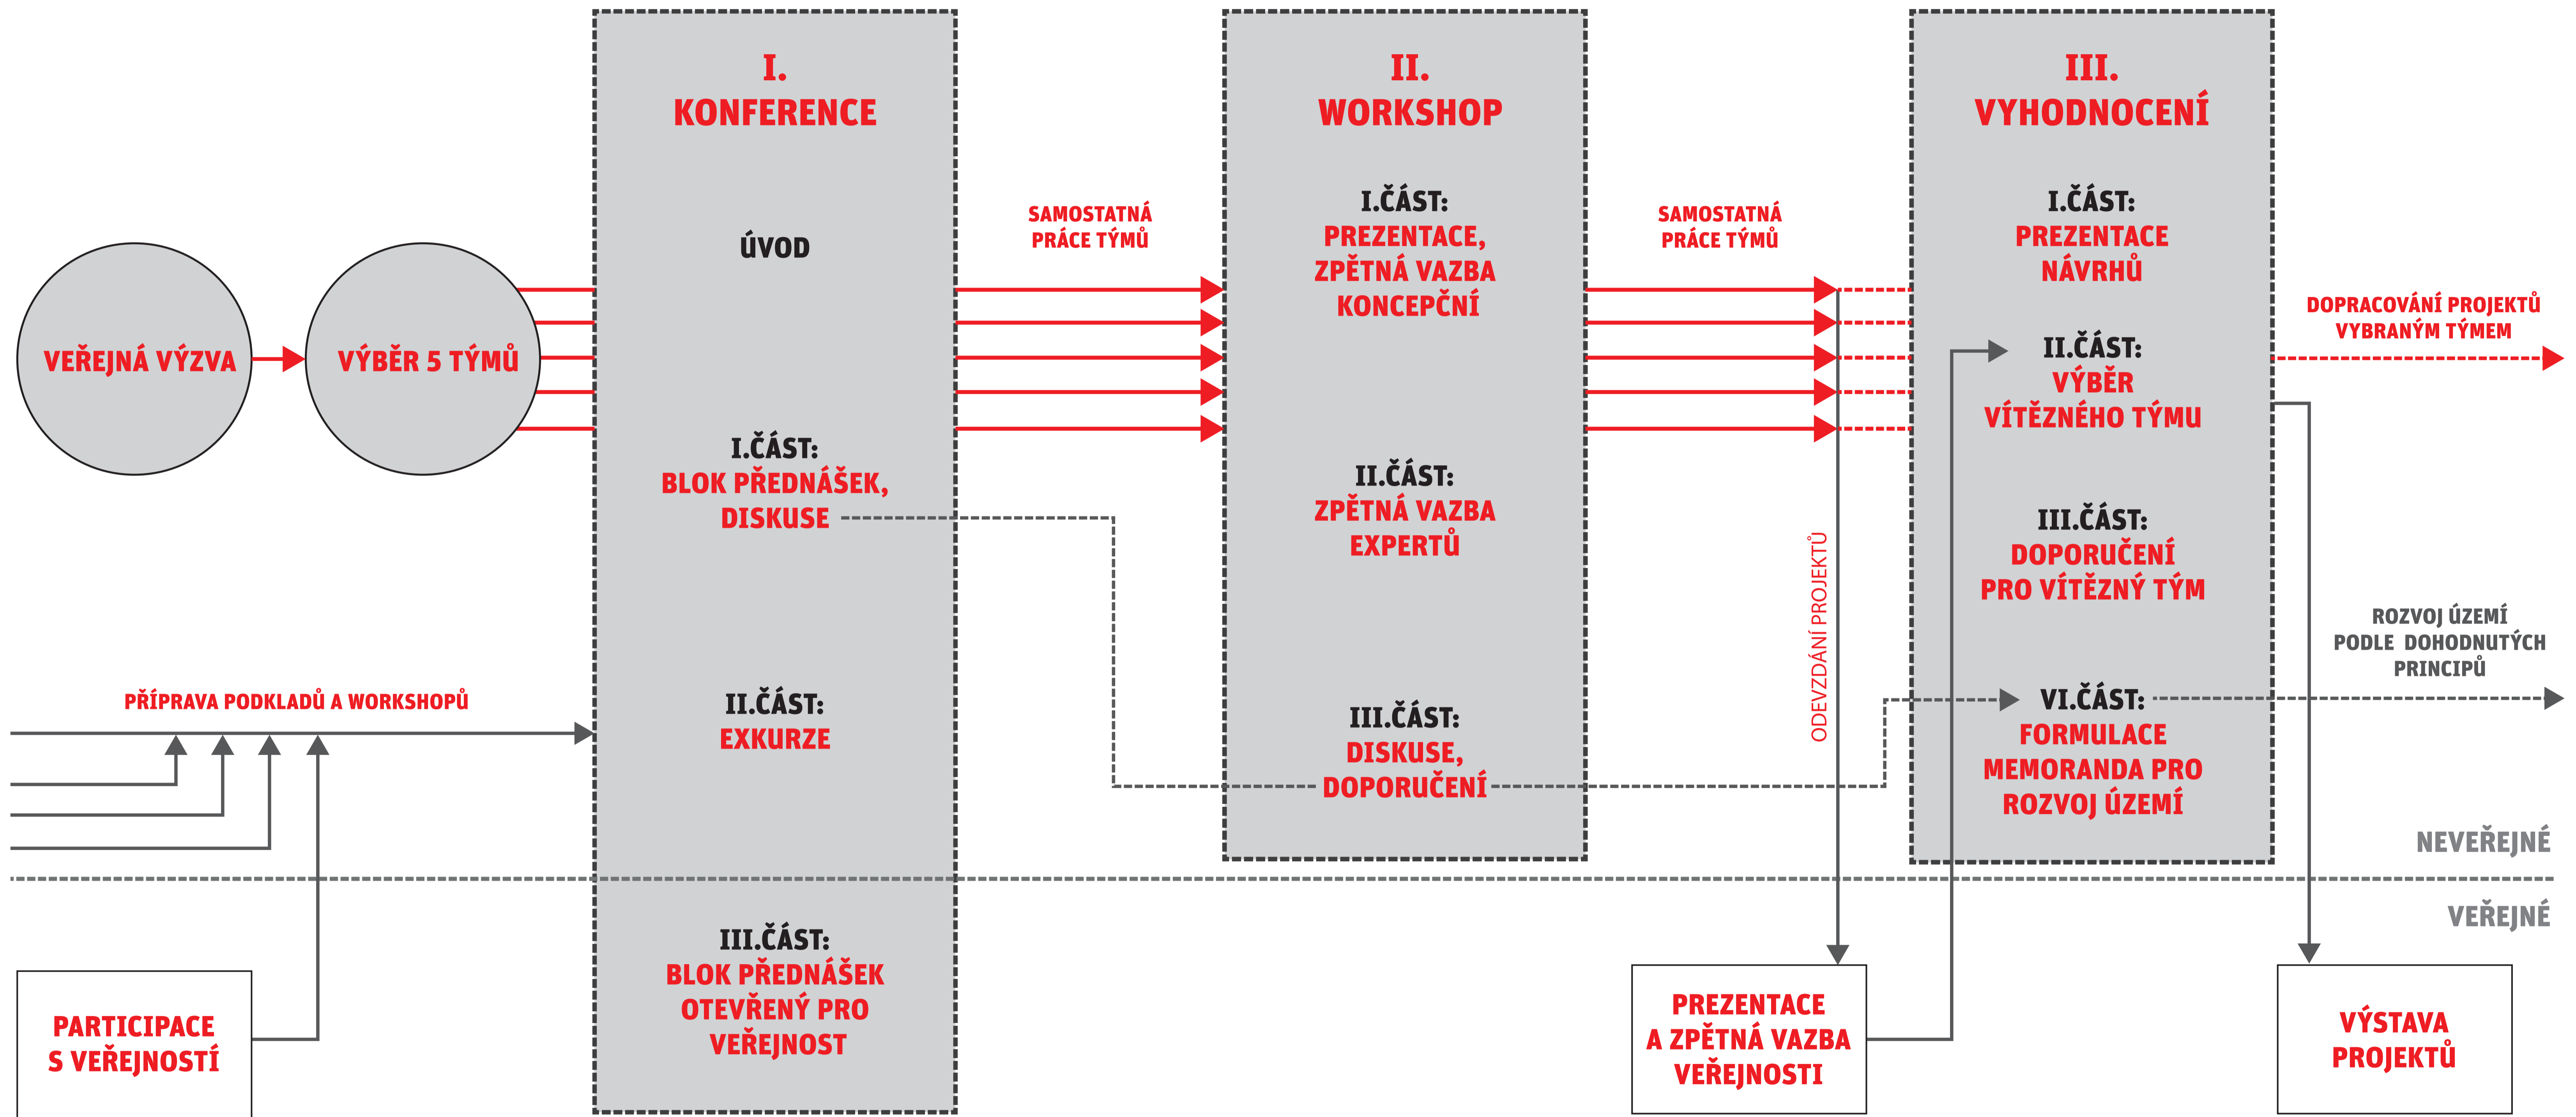 VEŘEJNÁ VÝZVA
VÝBĚR 5 TÝMŮ
PŘÍPRAVA PODKLADŮ A WORKSHOPŮ
PARTICIPACE
S VEŘEJNOSTÍ
I.
KONFERENCE
ÚVOD
I.ČÁST:
BLOK PŘEDNÁŠEK,
DISKUSE
II.ČÁST:
EXKURZE
III.ČÁST:
BLOK PŘEDNÁŠEK
OTEVŘENÝ PRO
VEŘEJNOST
SAMOSTATNÁ
PRÁCE TÝMŮ
II.
WORKSHOP
I.ČÁST:
PREZENTACE,
ZPĚTNÁ VAZBA
KONCEPČNÍ
II.ČÁST:
ZPĚTNÁ VAZBA
EXPERTŮ
III.ČÁST:
DISKUSE,
DOPORUČENÍ
SAMOSTATNÁ
PRÁCE TÝMŮ
ODEVZDÁNÍ PROJEKTŮ
PREZENTACE
A ZPĚTNÁ VAZBA
VEŘEJNOSTI
III.
VYHODNOCENÍ
I.ČÁST:
PREZENTACE
NÁVRHŮ
II.ČÁST:
VÝBĚR
VÍTĚZNÉHO TÝMU
III.ČÁST:
DOPORUČENÍ
PRO VÍTĚZNÝ TÝM
VI.ČÁST:
FORMULACE
MEMORANDA PRO
ROZVOJ ÚZEMÍ
DOPRACOVÁNÍ PROJEKTŮ
VYBRANÝM TÝMEM
ROZVOJ ÚZEMÍ
PODLE DOHODNUTÝCH
PRINCIPŮ
NEVEŘEJNÉ
VEŘEJNÉ
VÝSTAVA
PROJEKTŮ